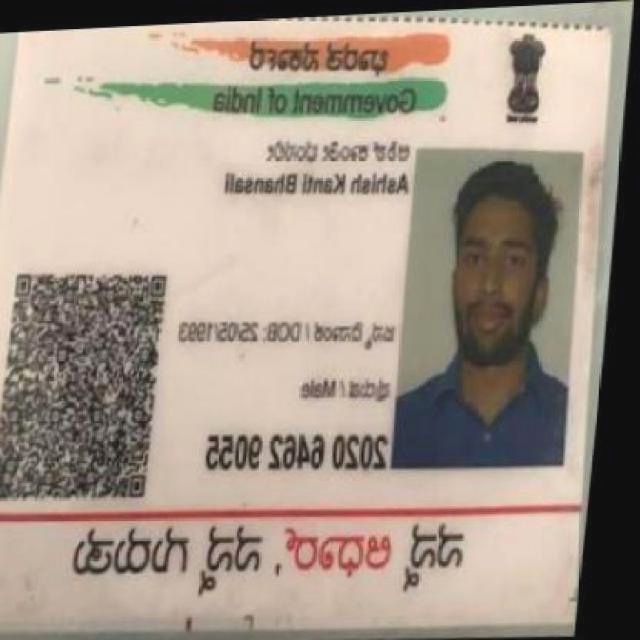 ಭಾರತ ಸರ್ಕಾರ
Government of India
Ashish Kanti Bhansali
ಜನ್ಮ ದಿನಾಂಕ / DOB: 25/05/1993
ಪುರುಷ / Male
2020 6462 9055
ನನ್ನ ಆಧಾರ್, ನನ್ನ ಗುರುತು